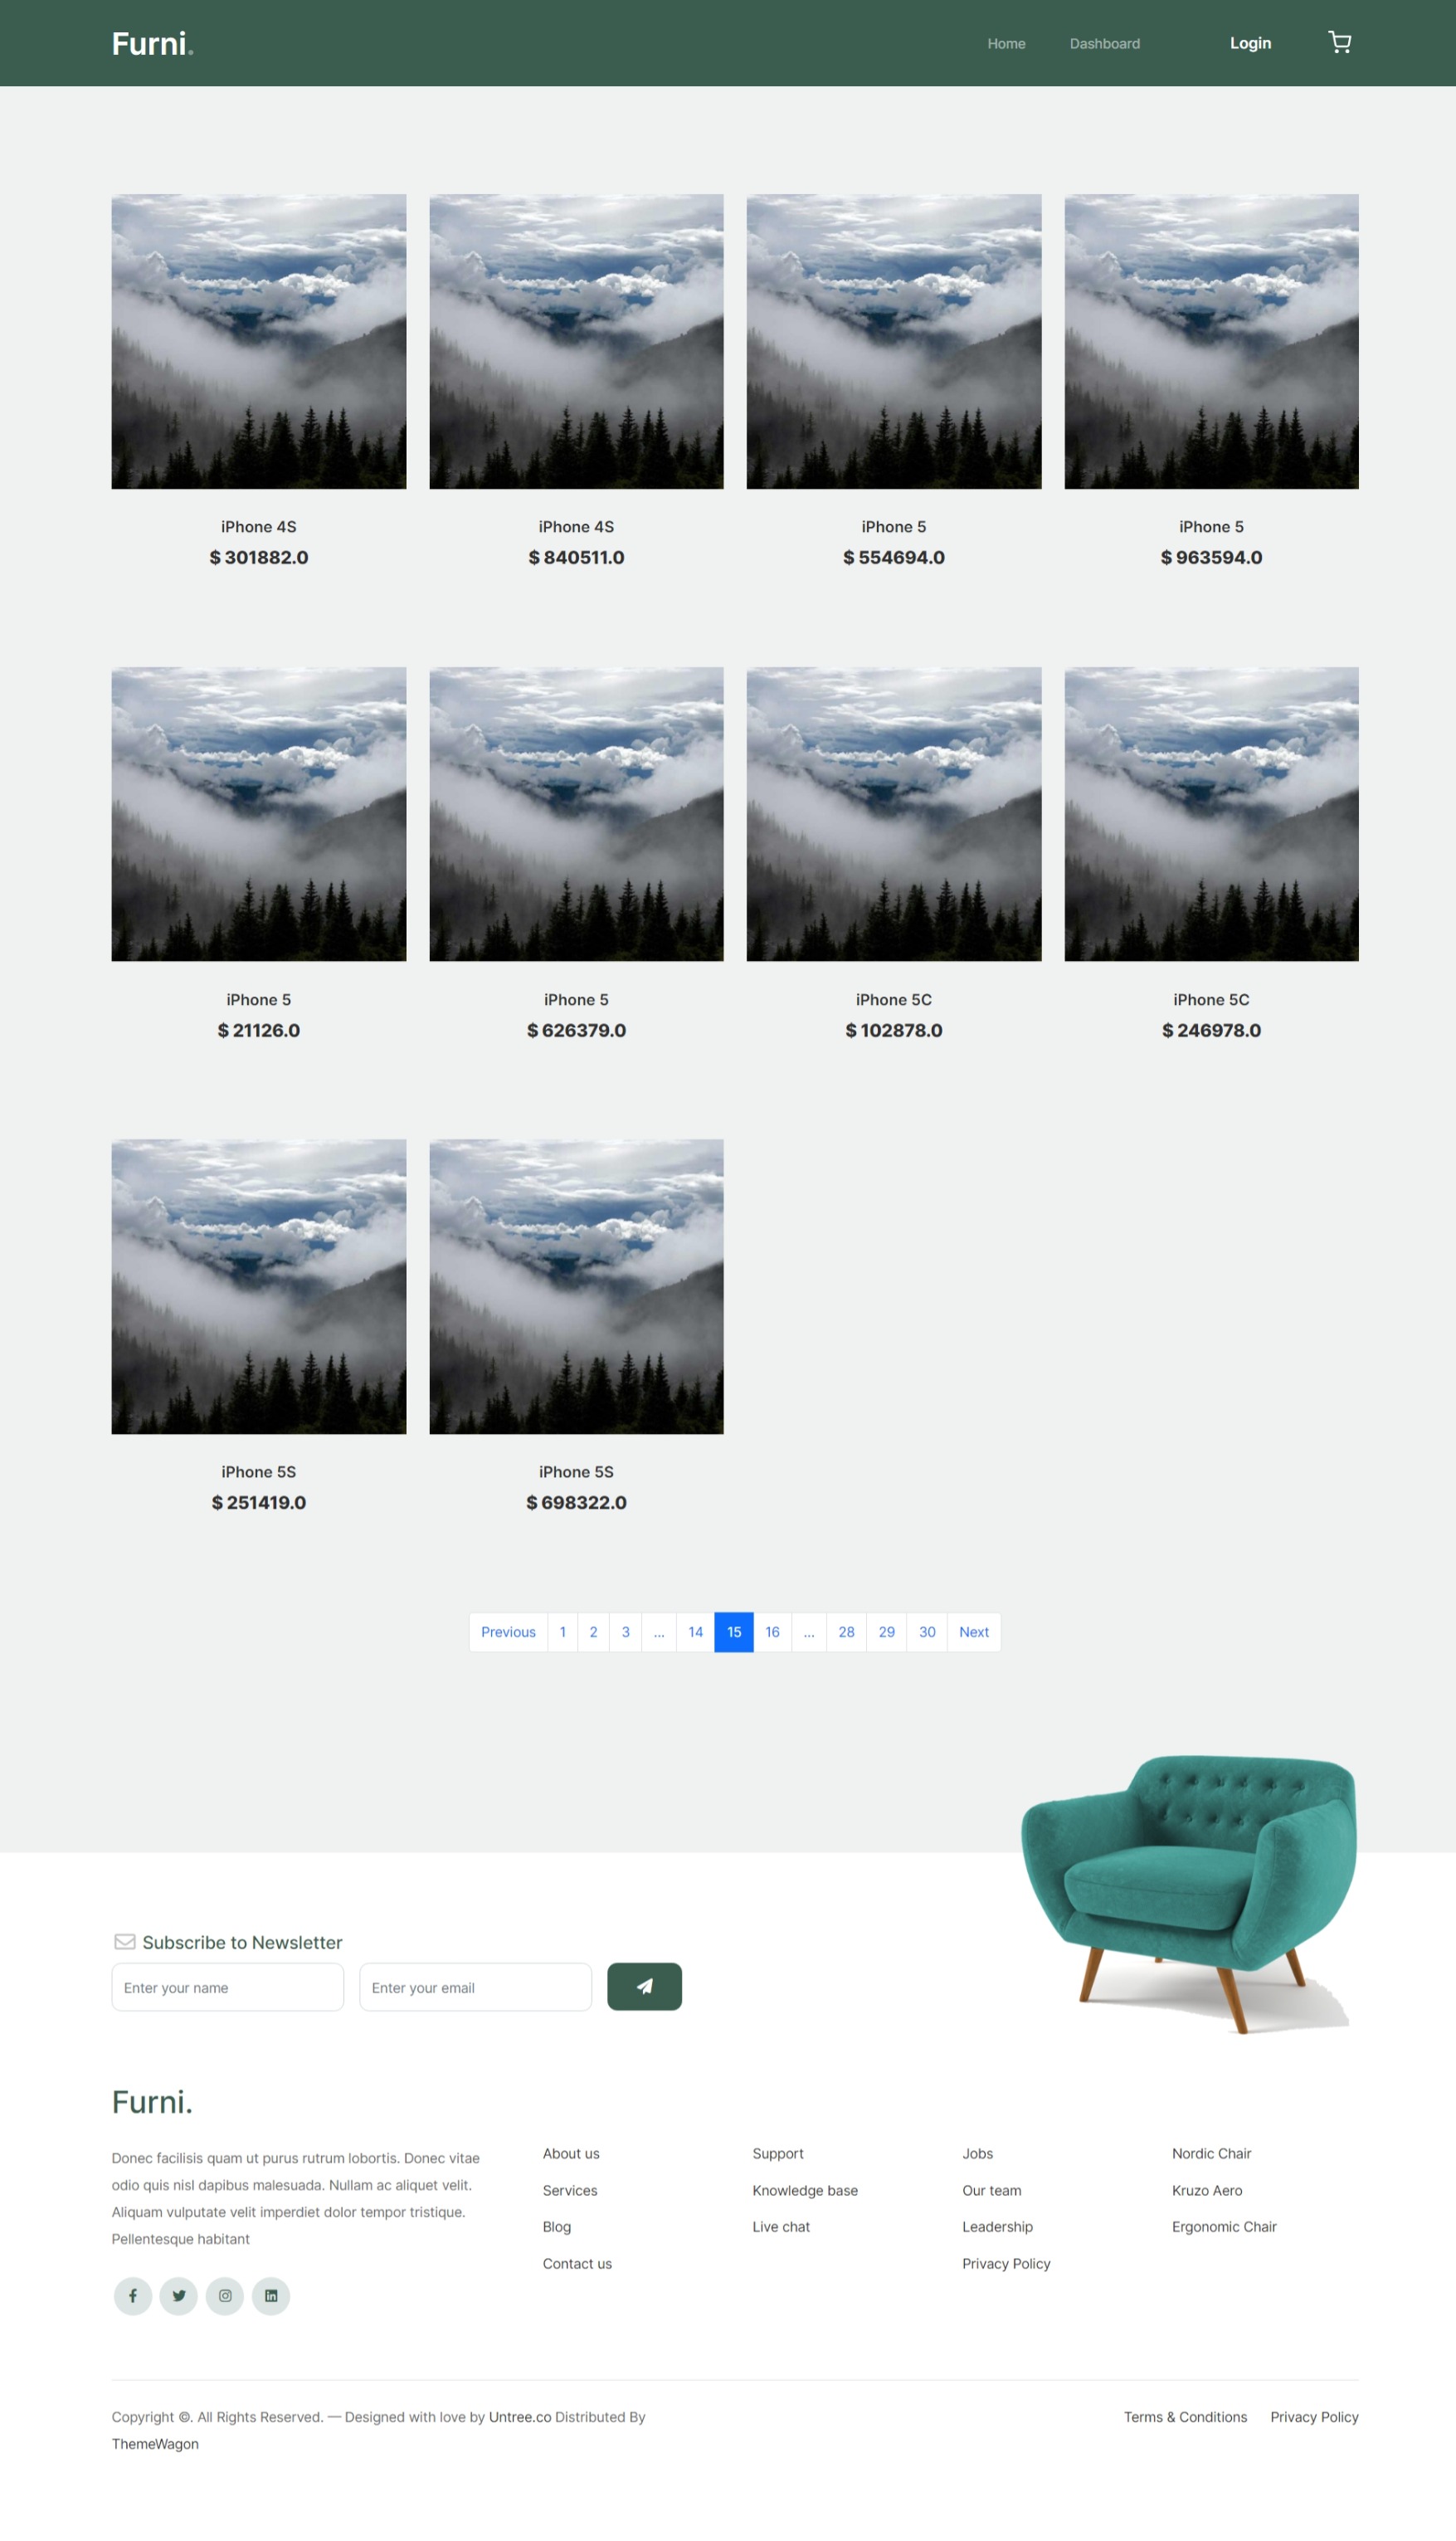 Furni.
Home Dashboard Login
iPhone 4S iPhone 4S iPhone 5 iPhone 5
$ 301882.0 $ 840511.0 $ 554694.0 $ 963594.0
iPhone 5 iPhone 5 iPhone 5C iPhone 5C
$ 21126.0 $ 626379.0 $ 102878.0 $ 246978.0
iPhone 5S iPhone 5S
$ 251419.0 $ 698322.0
Previous 1 2 3 ... 14 15 16 ... 28 29 30 Next
Subscribe to Newsletter
Enter your name Enter your email
Furni.
Donec facilisis quam ut purus rutrum lobortis. Donec vitae
odio quis nisl dapibus malesuada. Nullam ac aliquet velit.
Aliquam vulputate velit imperdiet dolor tempor tristique.
Pellentesque habitant
About us
Services
Blog
Contact us
Support
Knowledge base
Live chat
Jobs
Our team
Leadership
Privacy Policy
Nordic Chair
Kruzo Aero
Ergonomic Chair
Copyright ©. All Rights Reserved. — Designed with love by Untree.co Distributed By
ThemeWagon
Terms & Conditions Privacy Policy